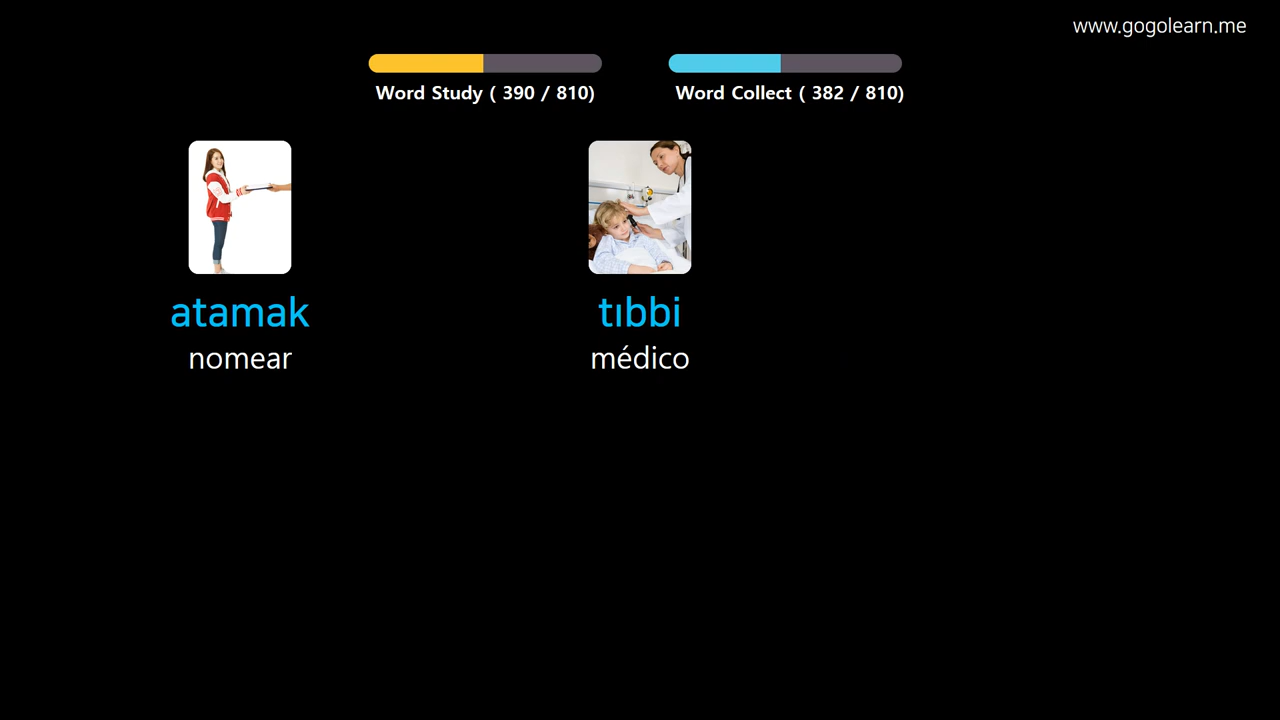 www.gogolearn.me
Word Study ( 390 / 810)
Word Collect ( 382 / 810)
atamak
nomear
tıbbi
médico